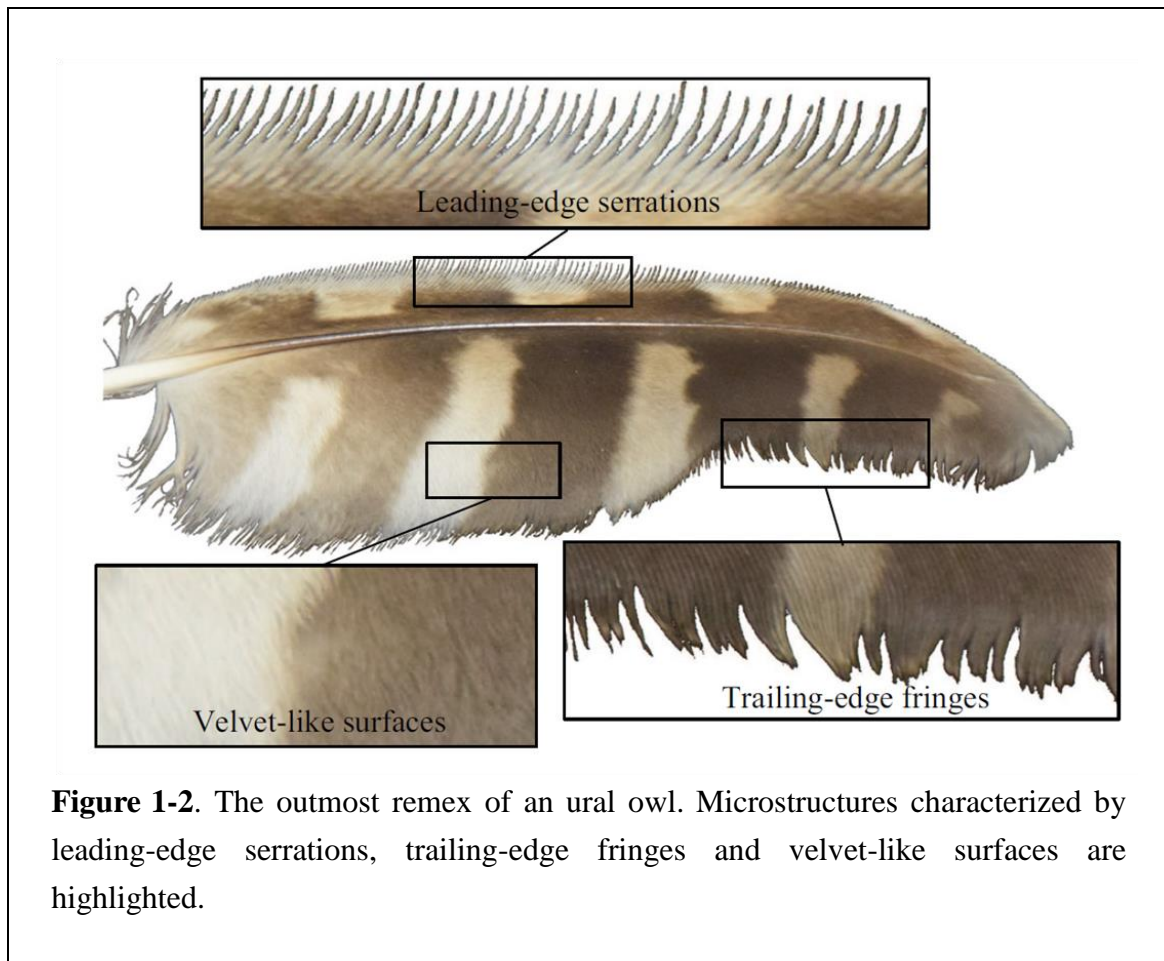 Leading-edge serrations
Velvet-like surfaces
Trailing-edge fringes
Figure 1-2. The outmost remex of an ural owl. Microstructures characterized by
leading-edge serrations, trailing-edge fringes and velvet-like surfaces are
highlighted.